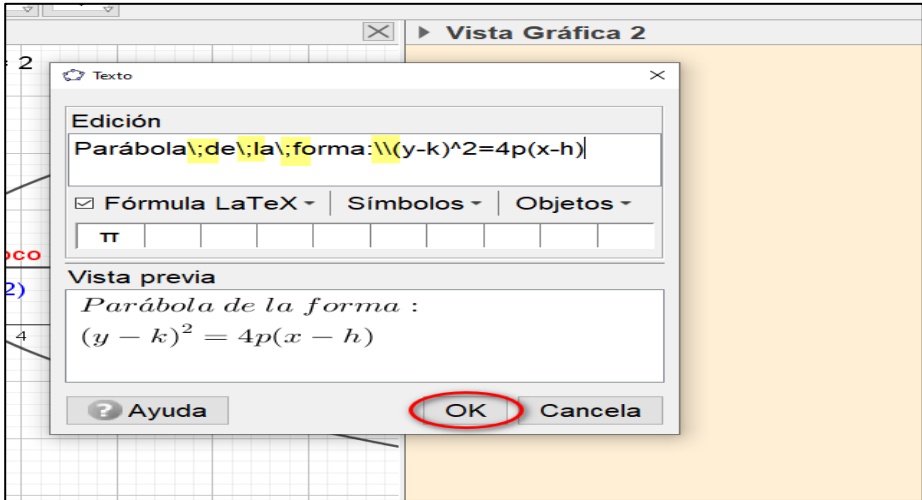 Vista Gráfica 2
= 2
Texto
Edición
Parábola\;de\;la\;forma:\\(y-k)^2=4p(x-h)
Fórmula LaTeX Símbolos Objetos
π
oco
Vista previa
2)
Parábola de la forma :
(y − k)² = 4p(x − h)
4
? Ayuda OK Cancela